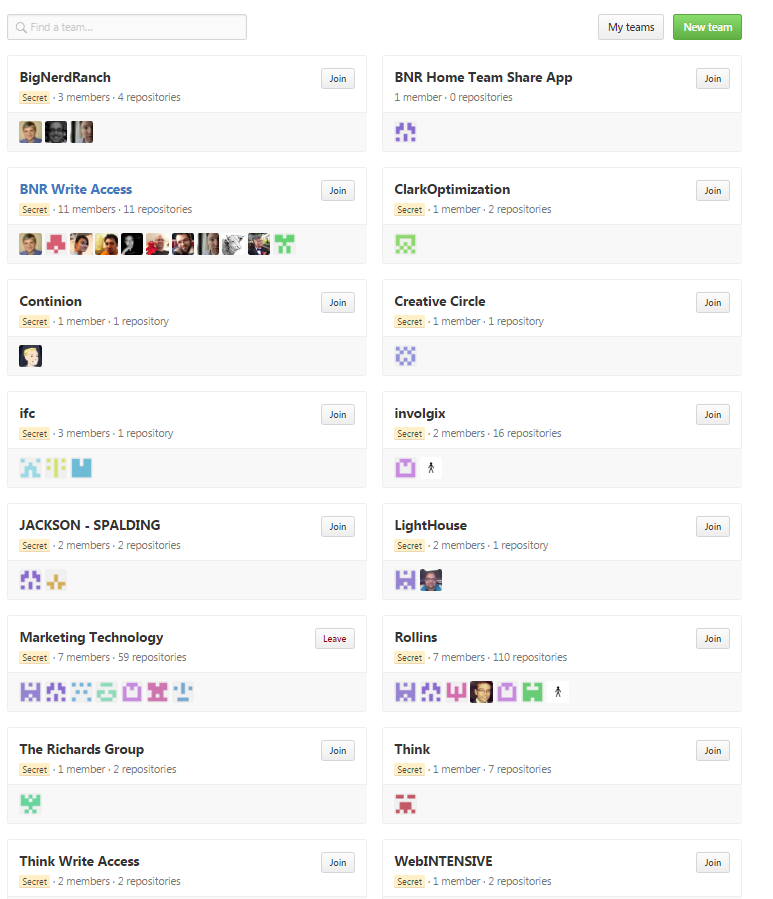 Find a team...
My teams
New team
BigNerdRanch
Join
Secret · 3 members · 4 repositories
BNR Home Team Share App
Join
1 member · 0 repositories
BNR Write Access
Join
Secret · 11 members · 11 repositories
ClarkOptimization
Join
Secret · 1 member · 2 repositories
Continion
Join
Secret · 1 member · 1 repository
Creative Circle
Join
Secret · 1 member · 1 repository
ifc
Join
Secret · 3 members · 1 repository
involgix
Join
Secret · 2 members · 16 repositories
JACKSON - SPALDING
Join
Secret · 2 members · 2 repositories
LightHouse
Join
Secret · 2 members · 1 repository
Marketing Technology
Leave
Secret · 7 members · 59 repositories
Rollins
Join
Secret · 7 members · 110 repositories
The Richards Group
Join
Secret · 1 member · 2 repositories
Think
Join
Secret · 1 member · 7 repositories
Think Write Access
Join
Secret · 2 members · 2 repositories
WebINTENSIVE
Join
Secret · 1 member · 2 repositories